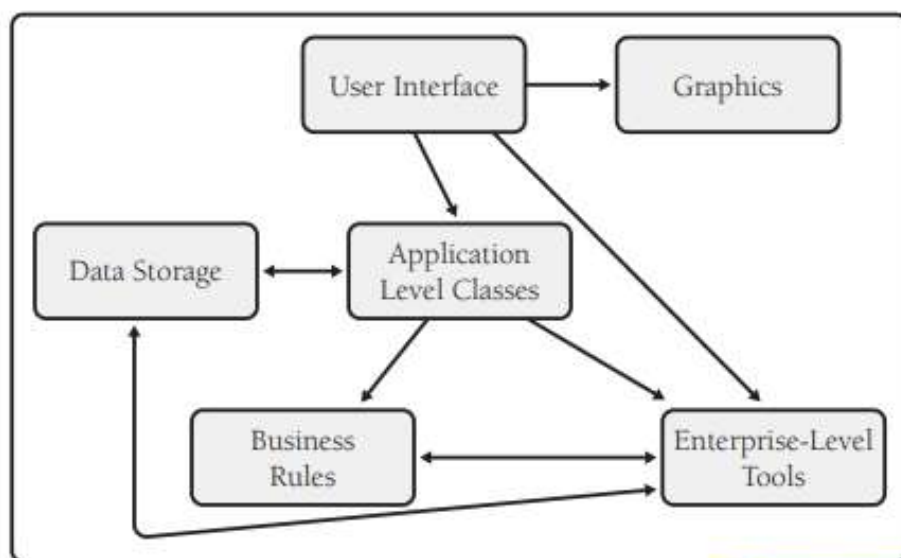 User Interface
Graphics
Data Storage
Application
Level Classes
Business
Rules
Enterprise-Level
Tools